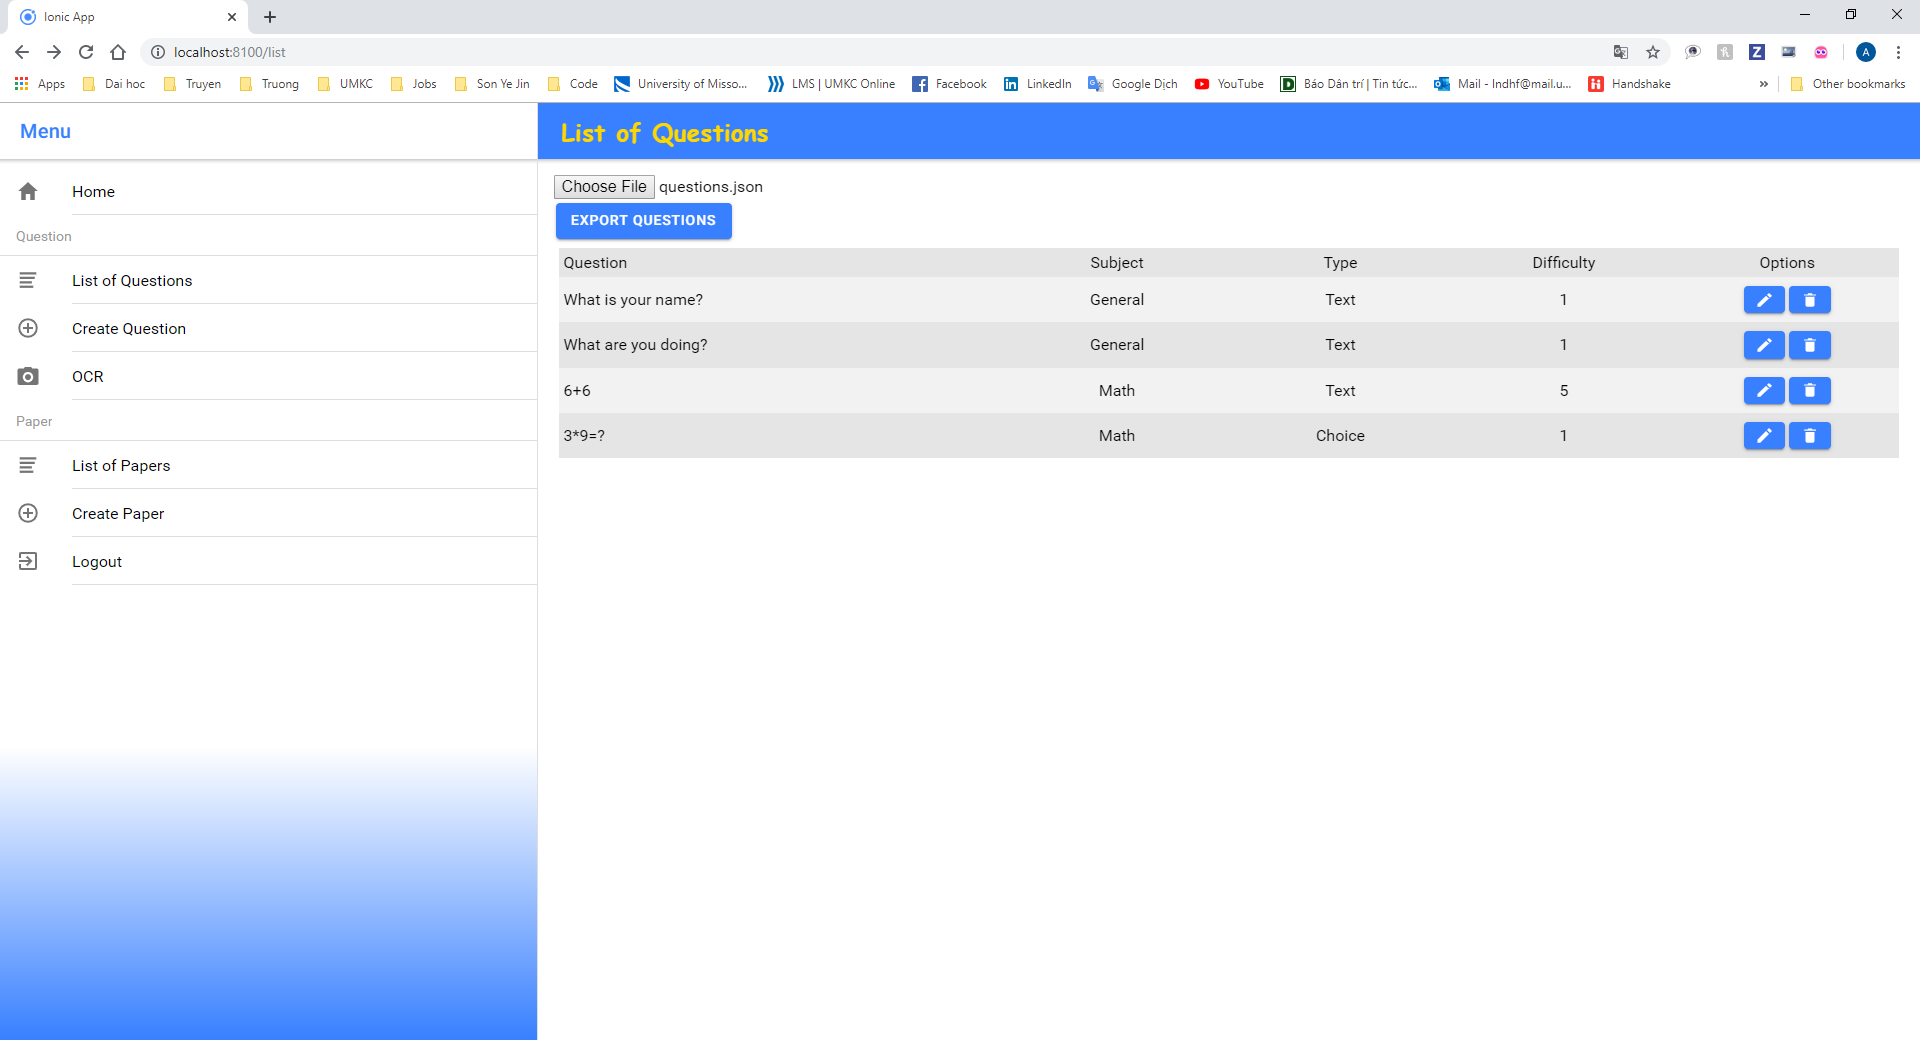 Ionic App
localhost:8100/list
A
Apps Dai hoc Truyen Truong UMKC Jobs Son Ye Jin Code University of Misso... LMS | UMKC Online Facebook LinkedIn Google Dịch YouTube Báo Dân trí | Tin tức... Mail - lndhf@mail.u... Handshake » Other bookmarks
Menu
Home
Question
List of Questions
Create Question
OCR
Paper
List of Papers
Create Paper
Logout
List of Questions
Choose File questions.json
EXPORT QUESTIONS
Question Subject Type Difficulty Options
What is your name? General Text 1
What are you doing? General Text 1
6+6 Math Text 5
3*9=? Math Choice 1